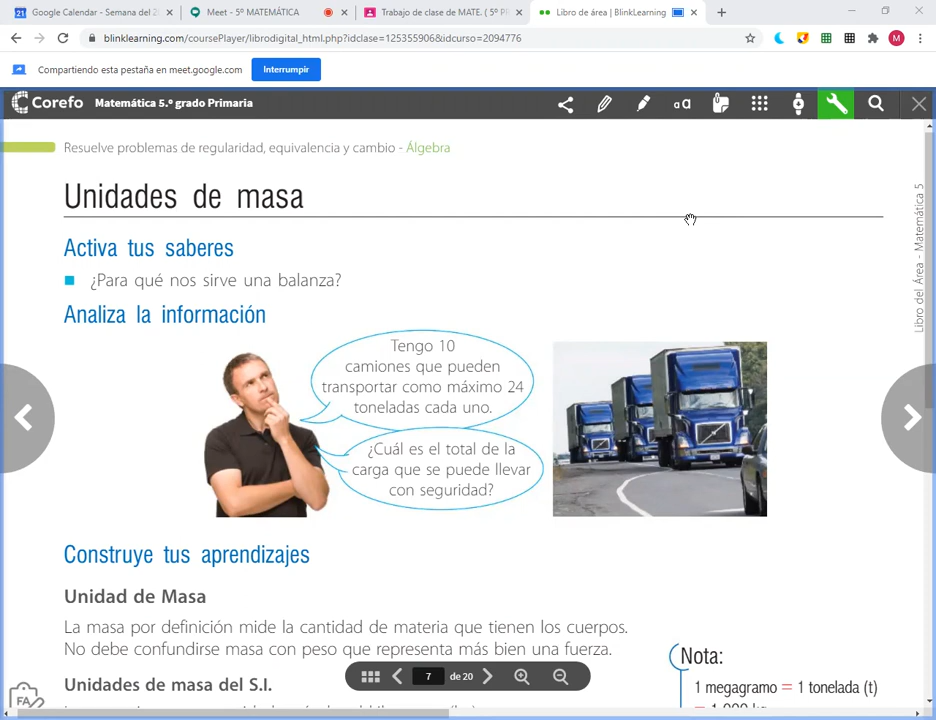 Google Calendar - Semana del 2
Meet - 5º MATEMÁTICA
Trabajo de clase de MATE. ( 5º P
Libro de área | BlinkLearning
blinklearning.com/coursePlayer/librodigital_html.php?idclase=125355906&idcurso=2094776
M
Compartiendo esta pestaña en meet.google.com
Interrumpir
Corefo
Matemática 5.º grado Primaria
aa
Resuelve problemas de regularidad, equivalencia y cambio - Álgebra
Unidades de masa
Libro del Área - Matemática 5
Activa tus saberes
¿Para qué nos sirve una balanza?
Analiza la información
Tengo 10
camiones que pueden
transportar como máximo 24
toneladas cada uno.
¿Cuál es el total de la
carga que se puede llevar
con seguridad?
Construye tus aprendizajes
Unidad de Masa
La masa por definición mide la cantidad de materia que tienen los cuerpos.
No debe confundirse masa con peso que representa más bien una fuerza.
Nota:
1 megagramo = 1 tonelada (t)
= 1 000 kg
7 de 20
Unidades de masa del S.I.
FA